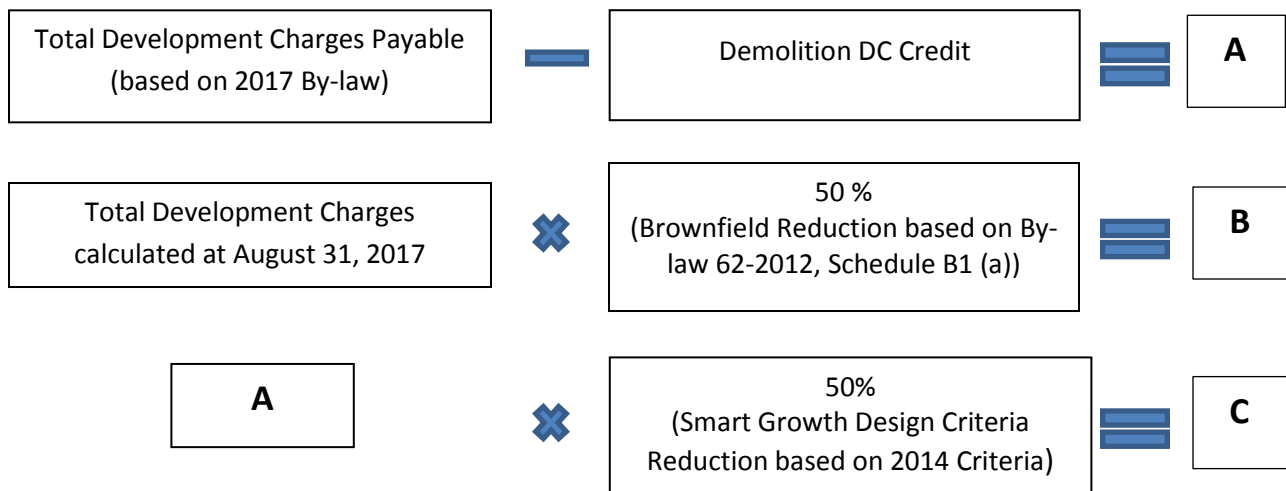 Total Development Charges Payable
(based on 2017 By-law)
Demolition DC Credit
A
Total Development Charges
calculated at August 31, 2017
50 %
(Brownfield Reduction based on By-
law 62-2012, Schedule B1 (a))
B
A
50%
(Smart Growth Design Criteria
Reduction based on 2014 Criteria)
C